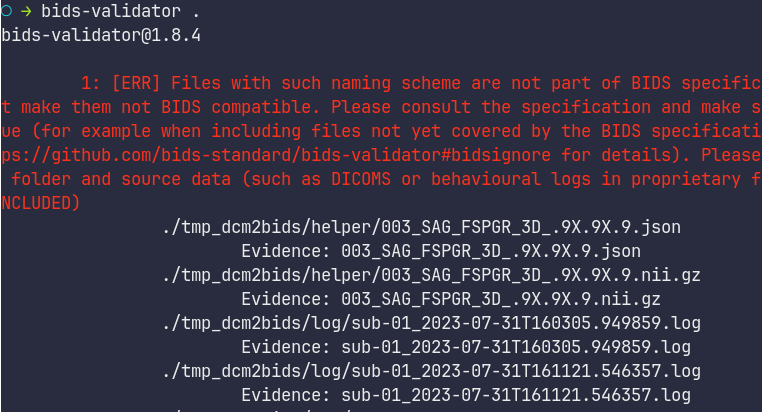 ○ → bids-validator .
bids-validator@1.8.4
1: [ERR] Files with such naming scheme are not part of BIDS specific
t make them not BIDS compatible. Please consult the specification and make s
ue (for example when including files not yet covered by the BIDS specificati
ps://github.com/bids-standard/bids-validator#bidsignore for details). Please
folder and source data (such as DICOMS or behavioural logs in proprietary f
NCLUDED)
./tmp_dcm2bids/helper/003_SAG_FSPGR_3D_.9X.9X.9.json
Evidence: 003_SAG_FSPGR_3D_.9X.9X.9.json
./tmp_dcm2bids/helper/003_SAG_FSPGR_3D_.9X.9X.9.nii.gz
Evidence: 003_SAG_FSPGR_3D_.9X.9X.9.nii.gz
./tmp_dcm2bids/log/sub-01_2023-07-31T160305.949859.log
Evidence: sub-01_2023-07-31T160305.949859.log
./tmp_dcm2bids/log/sub-01_2023-07-31T161121.546357.log
Evidence: sub-01_2023-07-31T161121.546357.log